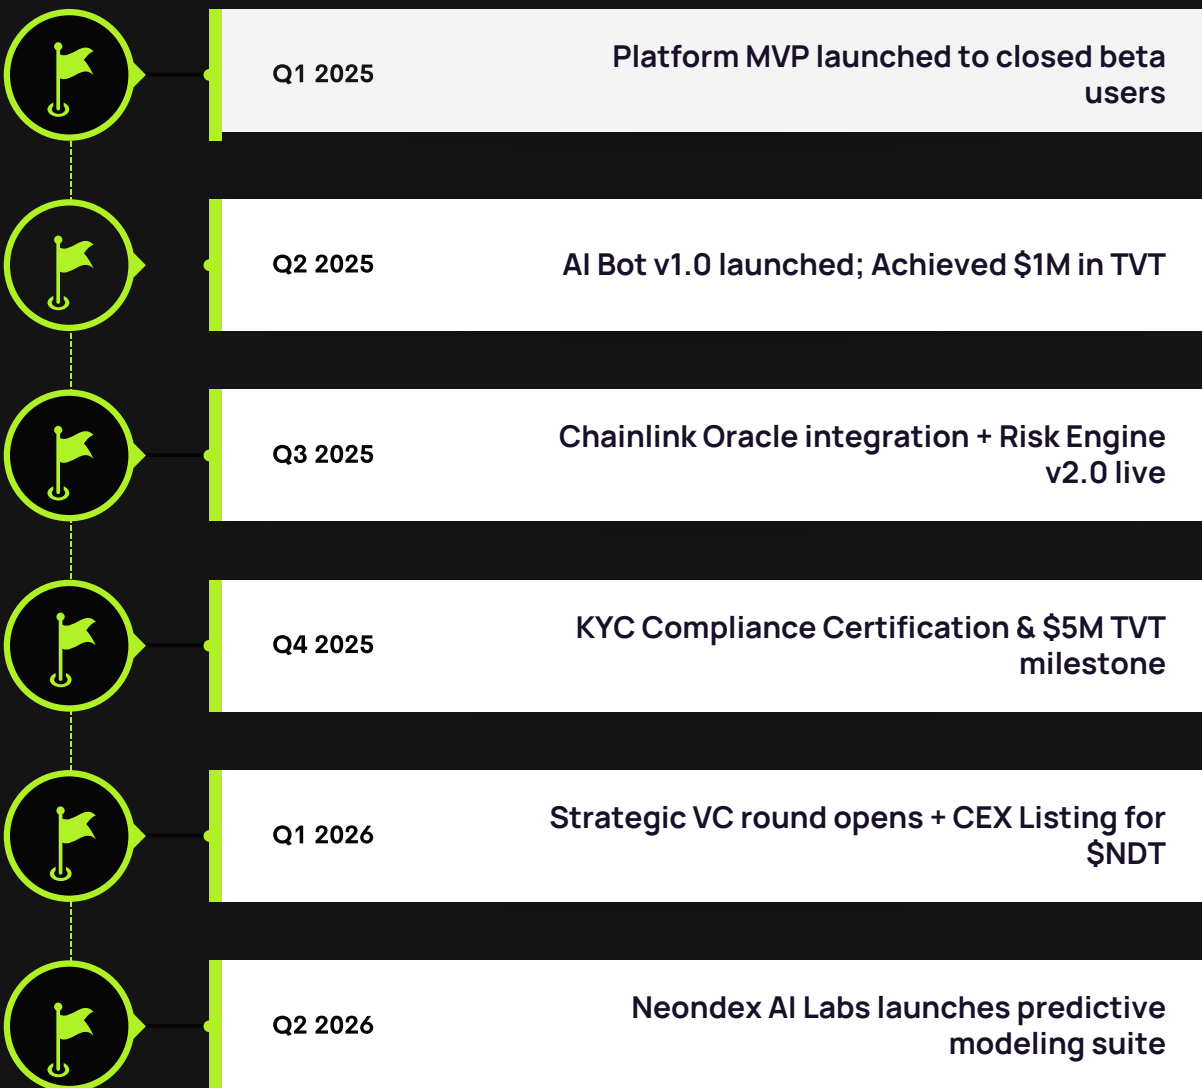 Q1 2025
Platform MVP launched to closed beta
users
Q2 2025
AI Bot v1.0 launched; Achieved $1M in TVT
Q3 2025
Chainlink Oracle integration + Risk Engine
v2.0 live
Q4 2025
KYC Compliance Certification & $5M TVT
milestone
Q1 2026
Strategic VC round opens + CEX Listing for
$NDT
Q2 2026
Neondex AI Labs launches predictive
modeling suite